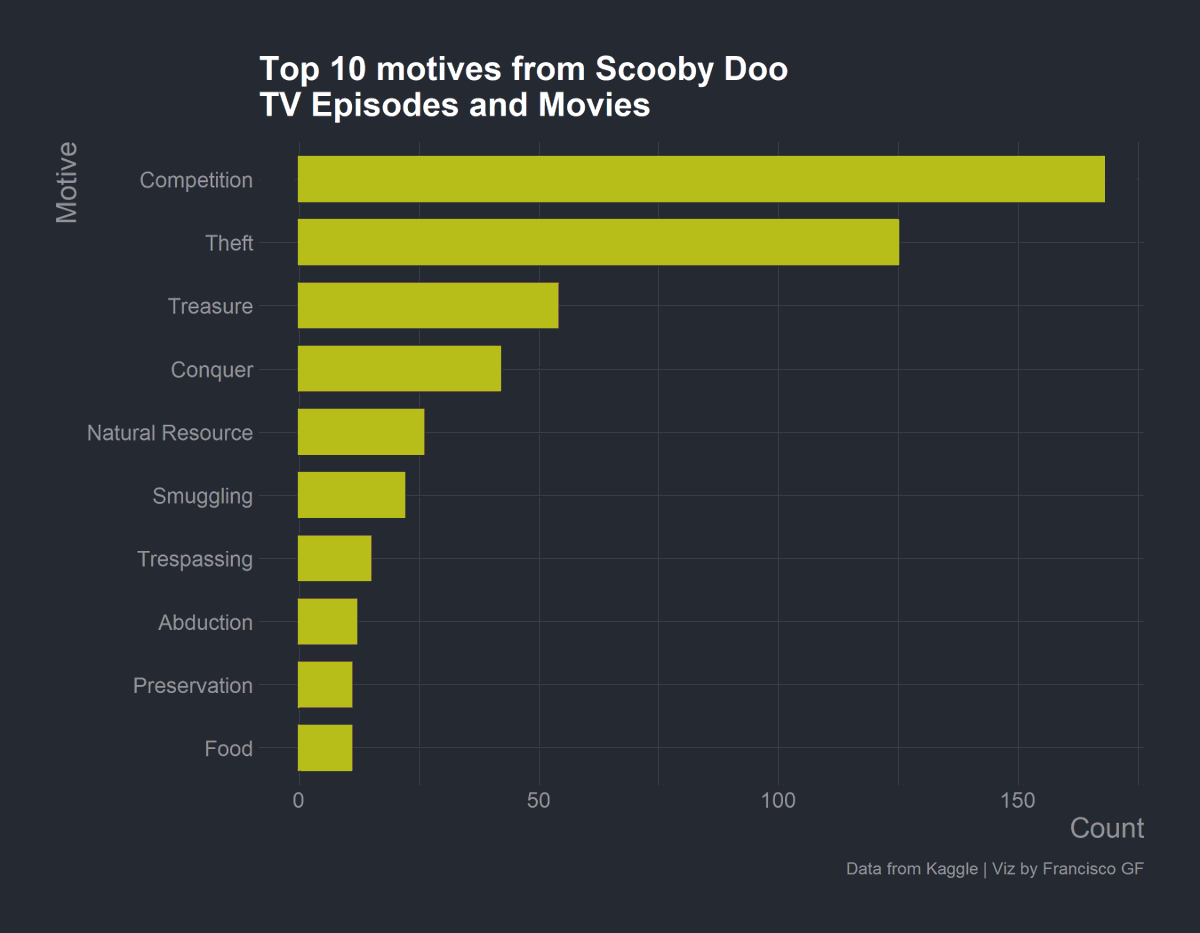 Top 10 motives from Scooby Doo
TV Episodes and Movies
Motive
Competition
Theft
Treasure
Conquer
Natural Resource
Smuggling
Trespassing
Abduction
Preservation
Food
0 50 100 150
Count
Data from Kaggle | Viz by Francisco GF